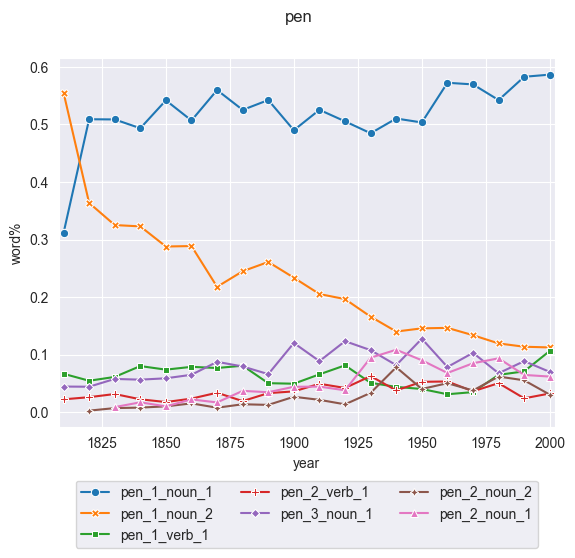 pen
0.6
0.5
0.4
0.3
0.2
0.1
0.0
word%
1825 1850 1875 1900 1925 1950 1975 2000
year
pen_1_noun_1 pen_2_verb_1 pen_2_noun_2
pen_1_noun_2 pen_3_noun_1 pen_2_noun_1
pen_1_verb_1